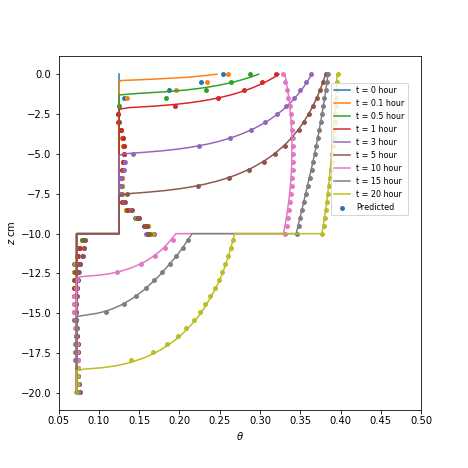 0.0
−2.5
−5.0
−7.5
−10.0
−12.5
−15.0
−17.5
−20.0
z cm
0.05
0.10
0.15
0.20
0.25
0.30
0.35
0.40
0.45
0.50
θ
t = 0 hour
t = 0.1 hour
t = 0.5 hour
t = 1 hour
t = 3 hour
t = 5 hour
t = 10 hour
t = 15 hour
t = 20 hour
Predicted